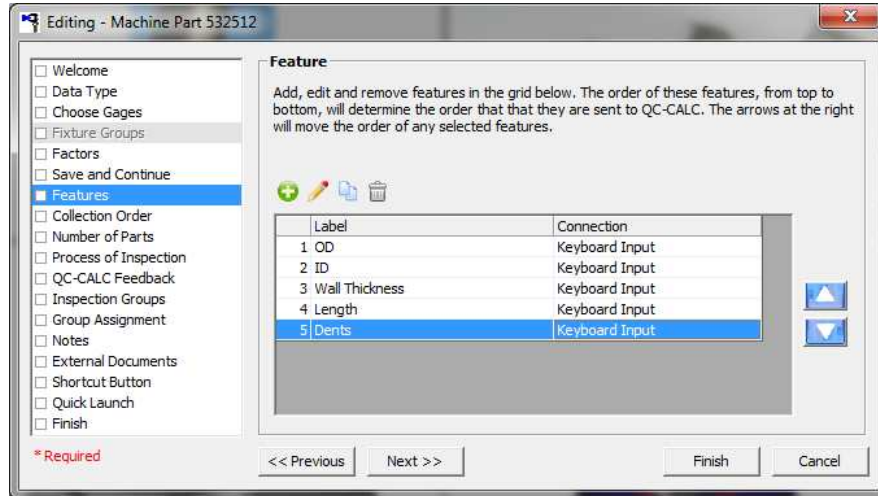 Editing - Machine Part 532512
Welcome
Data Type
Choose Gages
Fixture Groups
Factors
Save and Continue
Features
Collection Order
Number of Parts
Process of Inspection
QC-CALC Feedback
Inspection Groups
Group Assignment
Notes
External Documents
Shortcut Button
Quick Launch
Finish
* Required
Feature
Add, edit and remove features in the grid below. The order of these features, from top to
bottom, will determine the order that that they are sent to QC-CALC. The arrows at the right
will move the order of any selected features.
Label Connection
1 OD Keyboard Input
2 ID Keyboard Input
3 Wall Thickness Keyboard Input
4 Length Keyboard Input
5 Dents Keyboard Input
<< Previous Next >> Finish Cancel